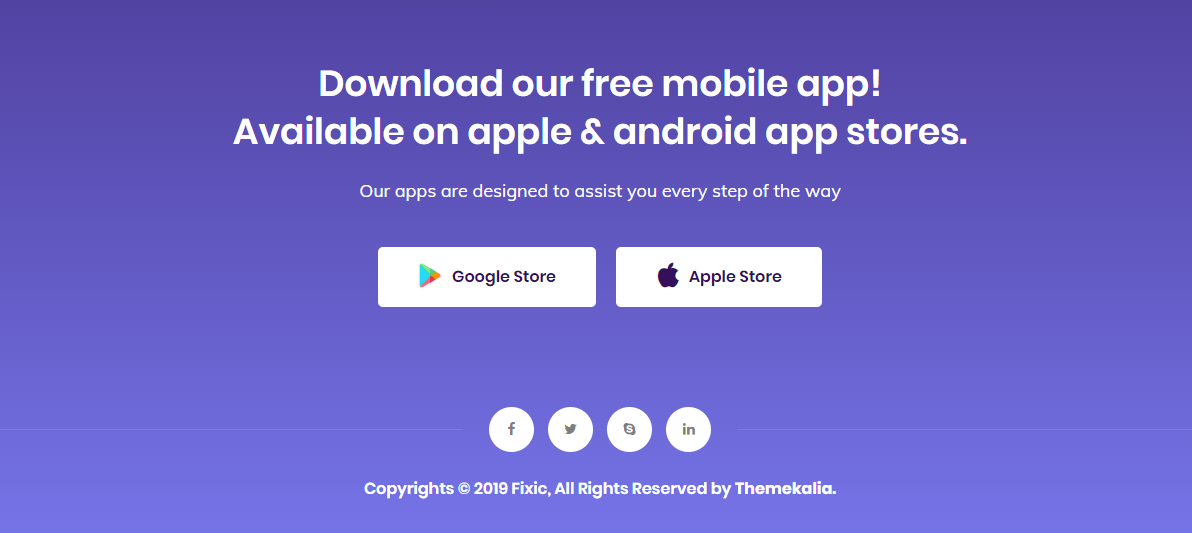 Download our free mobile app!
Available on apple & android app stores.
Our apps are designed to assist you every step of the way
Google Store
Apple Store
Copyrights © 2019 Fixic, All Rights Reserved by Themekalia.